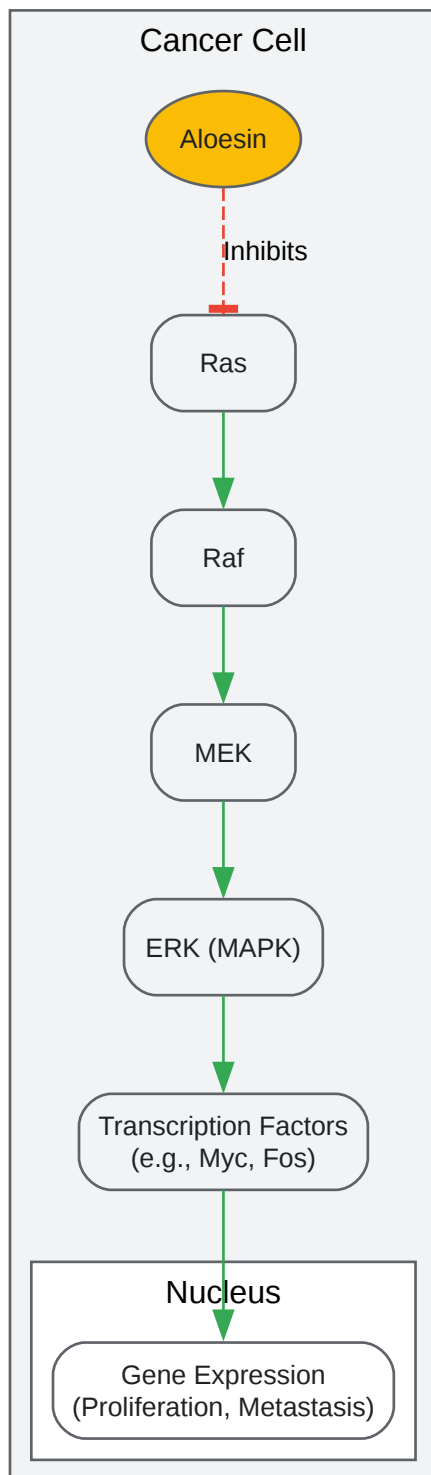 Cancer Cell
Aloesin
Inhibits
Ras
Raf
MEK
ERK (MAPK)
Transcription Factors
(e.g., Myc, Fos)
Nucleus
Gene Expression
(Proliferation, Metastasis)